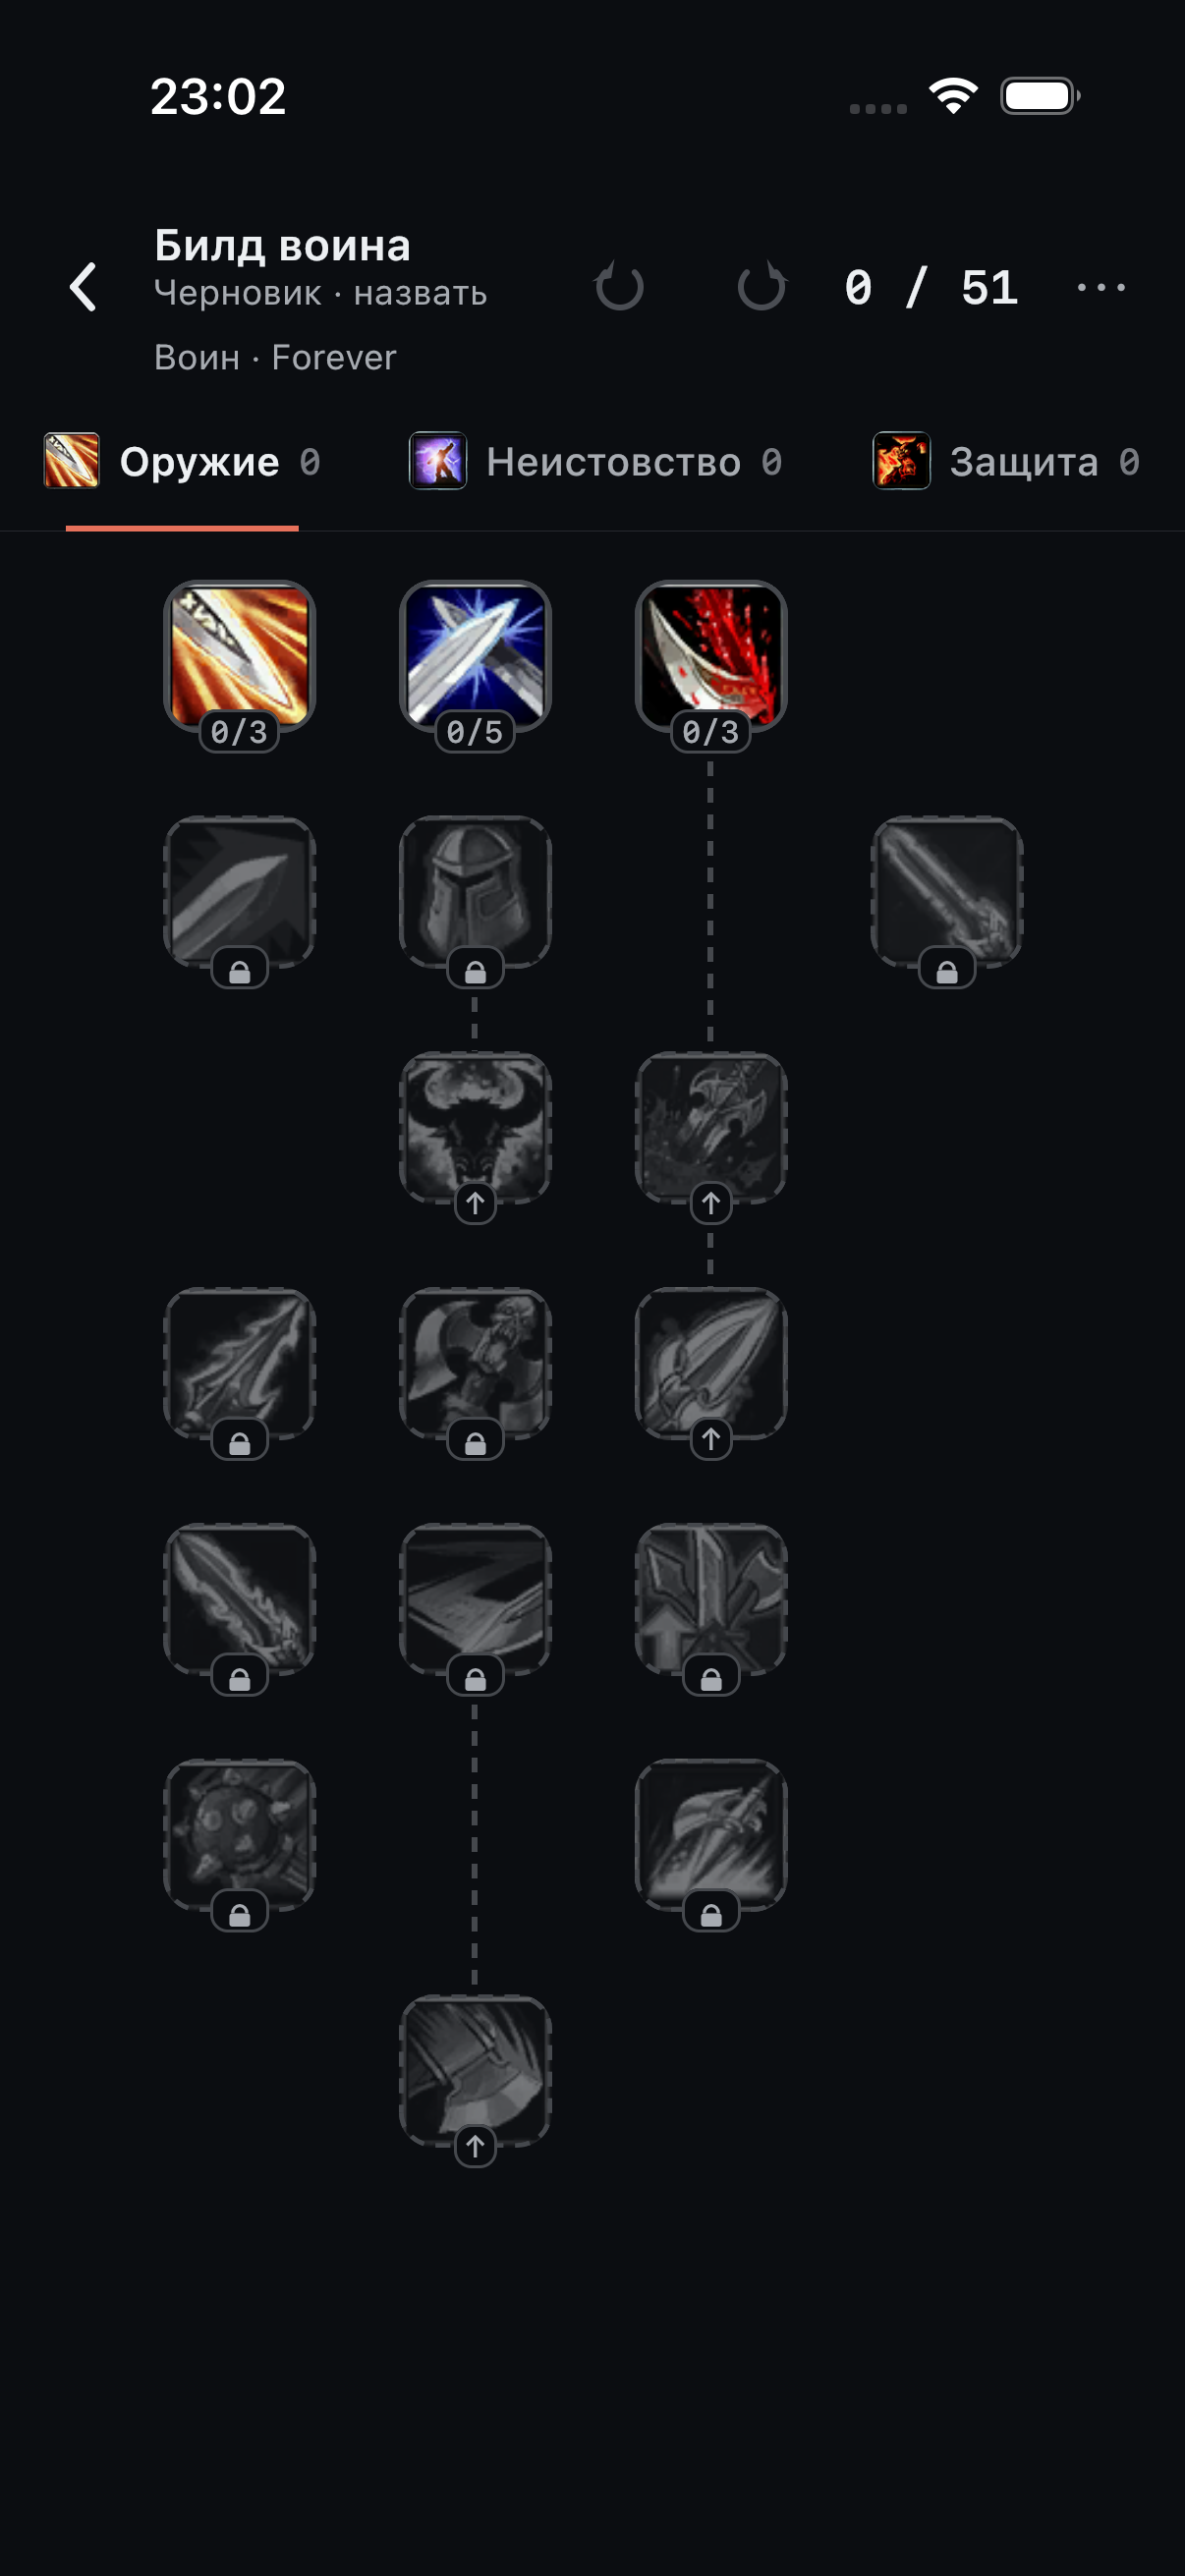 23:02
Билд воина
Черновик · назвать
0 / 51
Воин · Forever
Оружие 0
Неистовство 0
Защита 0
0/3
0/5
0/3